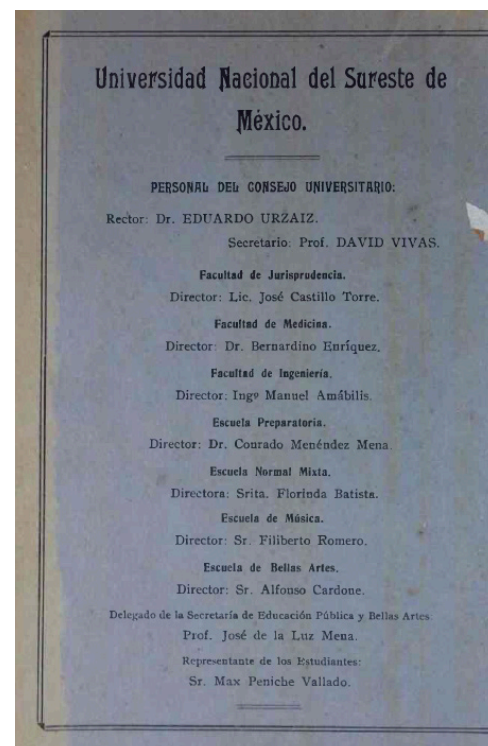 Universidad Nacional del Sureste de
México.
PERSONAL DEL CONSEJO UNIVERSITARIO:
Rector: Dr. EDUARDO URZAIZ.
Secretario: Prof. DAVID VIVAS.
Facultad de Jurisprudencia.
Director: Lic. José Castillo Torre.
Facultad de Medicina.
Director: Dr. Bernardino Enríquez.
Facultad de Ingeniería.
Director: Ingº Manuel Amábilis.
Escuela Preparatoria.
Director: Dr. Conrado Menéndez Mena.
Escuela Normal Mixta.
Directora: Srita. Florinda Batista.
Escuela de Música.
Director: Sr. Filiberto Romero.
Escuela de Bellas Artes.
Director: Sr. Alfonso Cardone.
Delegado de la Secretaría de Educación Pública y Bellas Artes
Prof. José de la Luz Mena.
Representante de los Estudiantes:
Sr. Max Peniche Vallado.